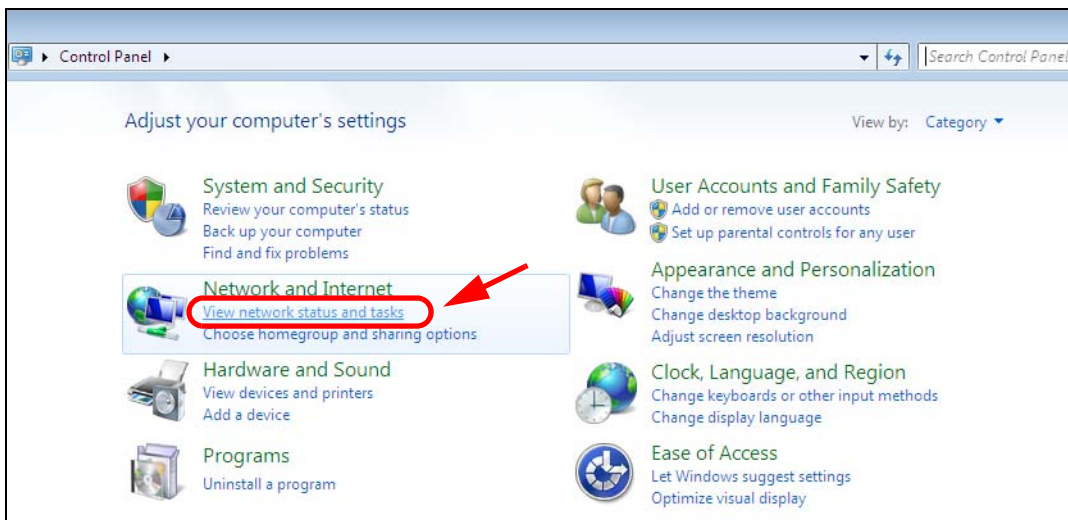 Control Panel
Search Control Panel
Adjust your computer's settings
View by: Category
System and Security
Review your computer's status
Back up your computer
Find and fix problems
Network and Internet
View network status and tasks
Choose homegroup and sharing options
Hardware and Sound
View devices and printers
Add a device
Programs
Uninstall a program
User Accounts and Family Safety
Add or remove user accounts
Set up parental controls for any user
Appearance and Personalization
Change the theme
Change desktop background
Adjust screen resolution
Clock, Language, and Region
Change keyboards or other input methods
Change display language
Ease of Access
Let Windows suggest settings
Optimize visual display